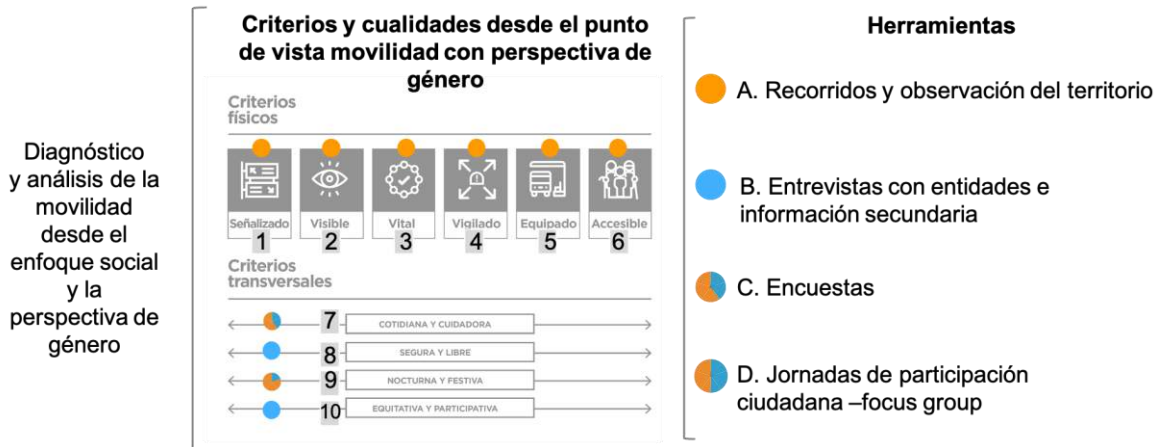 Diagnóstico
y análisis de la
movilidad
desde el
enfoque social
y la
perspectiva de
género
Criterios y cualidades desde el punto
de vista movilidad con perspectiva de
género
Criterios
físicos
Señalizado
Visible
Vital
Vigilado
Equipado
Accesible
1
2
3
4
5
6
Criterios
transversales
7
COTIDIANA Y CUIDADORA
8
SEGURA Y LIBRE
9
NOCTURNA Y FESTIVA
10
EQUITATIVA Y PARTICIPATIVA
Herramientas
A. Recorridos y observación del territorio
B. Entrevistas con entidades e
información secundaria
C. Encuestas
D. Jornadas de participación
ciudadana –focus group